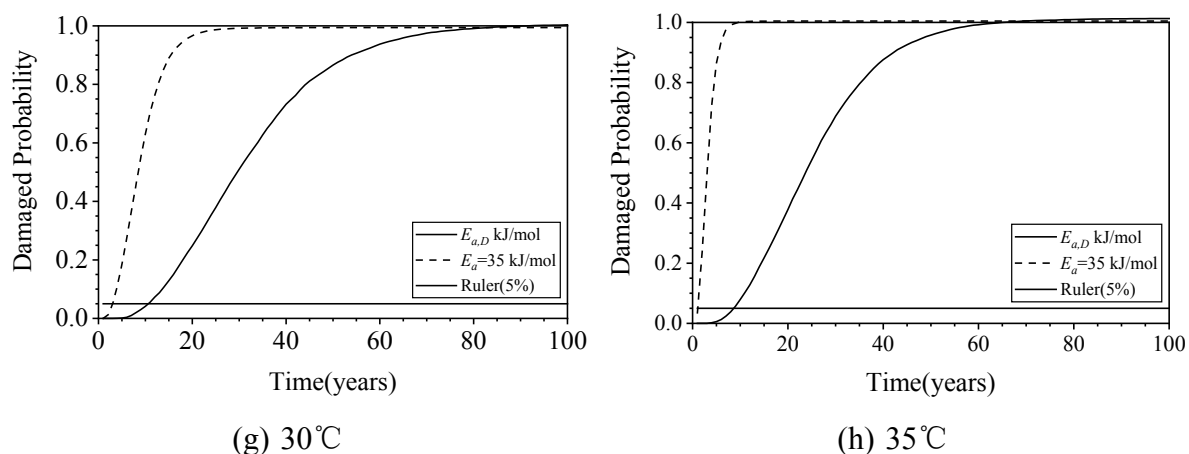 Damaged Probability
1.0
0.8
0.6
0.4
0.2
0.0
E_{a,D} kJ/mol
E_a=35 kJ/mol
Ruler(5%)
0 20 40 60 80 100
Time(years)
(g) 30℃
Damaged Probability
1.0
0.8
0.6
0.4
0.2
0.0
E_{a,D} kJ/mol
E_a=35 kJ/mol
Ruler(5%)
0 20 40 60 80 100
Time(years)
(h) 35℃